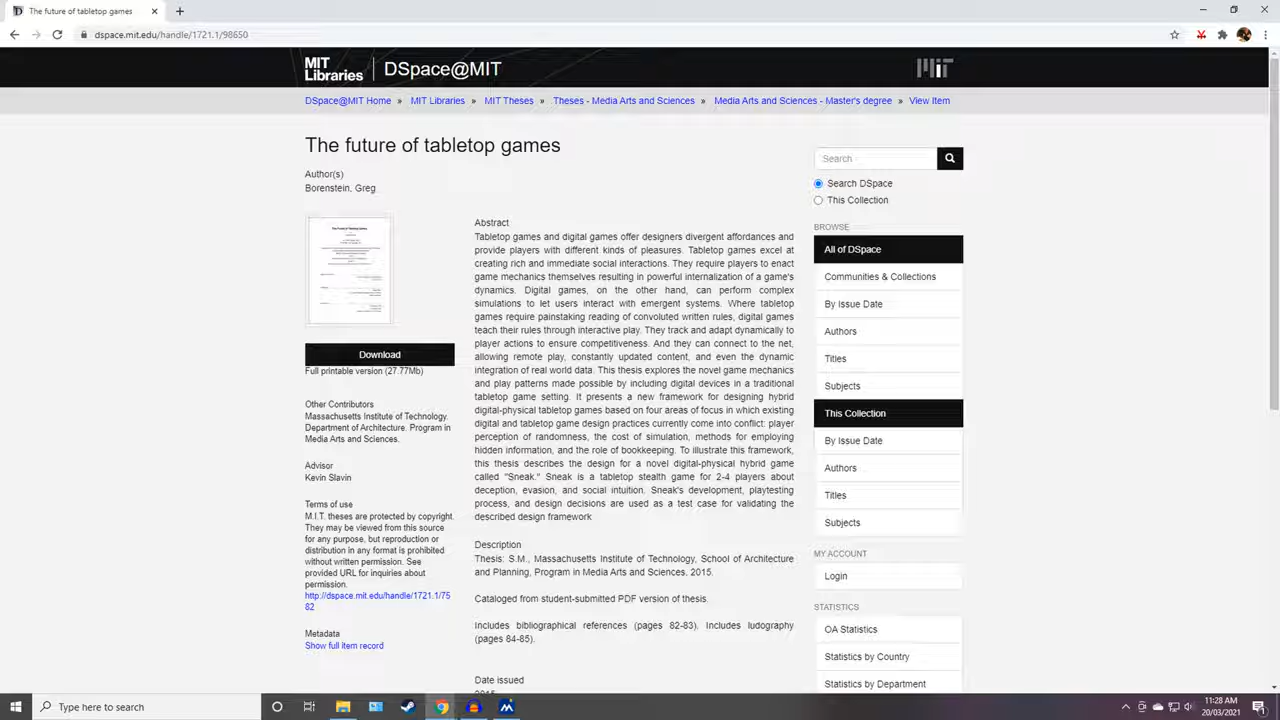 The future of tabletop games
dspace.mit.edu/handle/1721.1/98650
MIT Libraries
DSpace@MIT
DSpace@MIT Home » MIT Libraries » MIT Theses » Theses - Media Arts and Sciences » Media Arts and Sciences - Master's degree » View Item
The future of tabletop games
Author(s)
Borenstein, Greg
Download
Full printable version (27.77Mb)
Other Contributors
Massachusetts Institute of Technology.
Department of Architecture. Program in
Media Arts and Sciences.
Advisor
Kevin Slavin
Terms of use
M.I.T. theses are protected by copyright.
They may be viewed from this source
for any purpose, but reproduction or
distribution in any format is prohibited
without written permission. See
provided URL for inquiries about
permission.
http://dspace.mit.edu/handle/1721.1/75
82
Metadata
Show full item record
Abstract
Tabletop games and digital games offer designers divergent affordances and
provide players with different kinds of pleasures. Tabletop games excel at
creating rich and immediate social interactions. They require players to enact
game mechanics themselves resulting in powerful internalization of a game's
dynamics. Digital games, on the other hand, can perform complex
simulations to let users interact with emergent systems. Where tabletop
games require painstaking reading of convoluted written rules, digital games
teach their rules through interactive play. They track and adapt dynamically to
player actions to ensure competitiveness. And they can connect to the net,
allowing remote play, constantly updated content, and even the dynamic
integration of real world data. This thesis explores the novel game mechanics
and play patterns made possible by including digital devices in a traditional
tabletop game setting. It presents a new framework for designing hybrid
digital-physical tabletop games based on four areas of focus in which existing
digital and tabletop game design practices currently come into conflict: player
perception of randomness, the cost of simulation, methods for employing
hidden information, and the role of bookkeeping. To illustrate this framework,
this thesis describes the design for a novel digital-physical hybrid game
called "Sneak." Sneak is a tabletop stealth game for 2-4 players about
deception, evasion, and social intuition. Sneak's development, playtesting
process, and design decisions are used as a test case for validating the
described design framework
Description
Thesis: S.M., Massachusetts Institute of Technology, School of Architecture
and Planning, Program in Media Arts and Sciences, 2015.
Cataloged from student-submitted PDF version of thesis.
Includes bibliographical references (pages 82-83). Includes ludography
(pages 84-85).
Date issued
2015
Search
Search DSpace
This Collection
BROWSE
All of DSpace
Communities & Collections
By Issue Date
Authors
Titles
Subjects
This Collection
By Issue Date
Authors
Titles
Subjects
MY ACCOUNT
Login
STATISTICS
OA Statistics
Statistics by Country
Statistics by Department
Type here to search
11:28 AM
20/03/2021